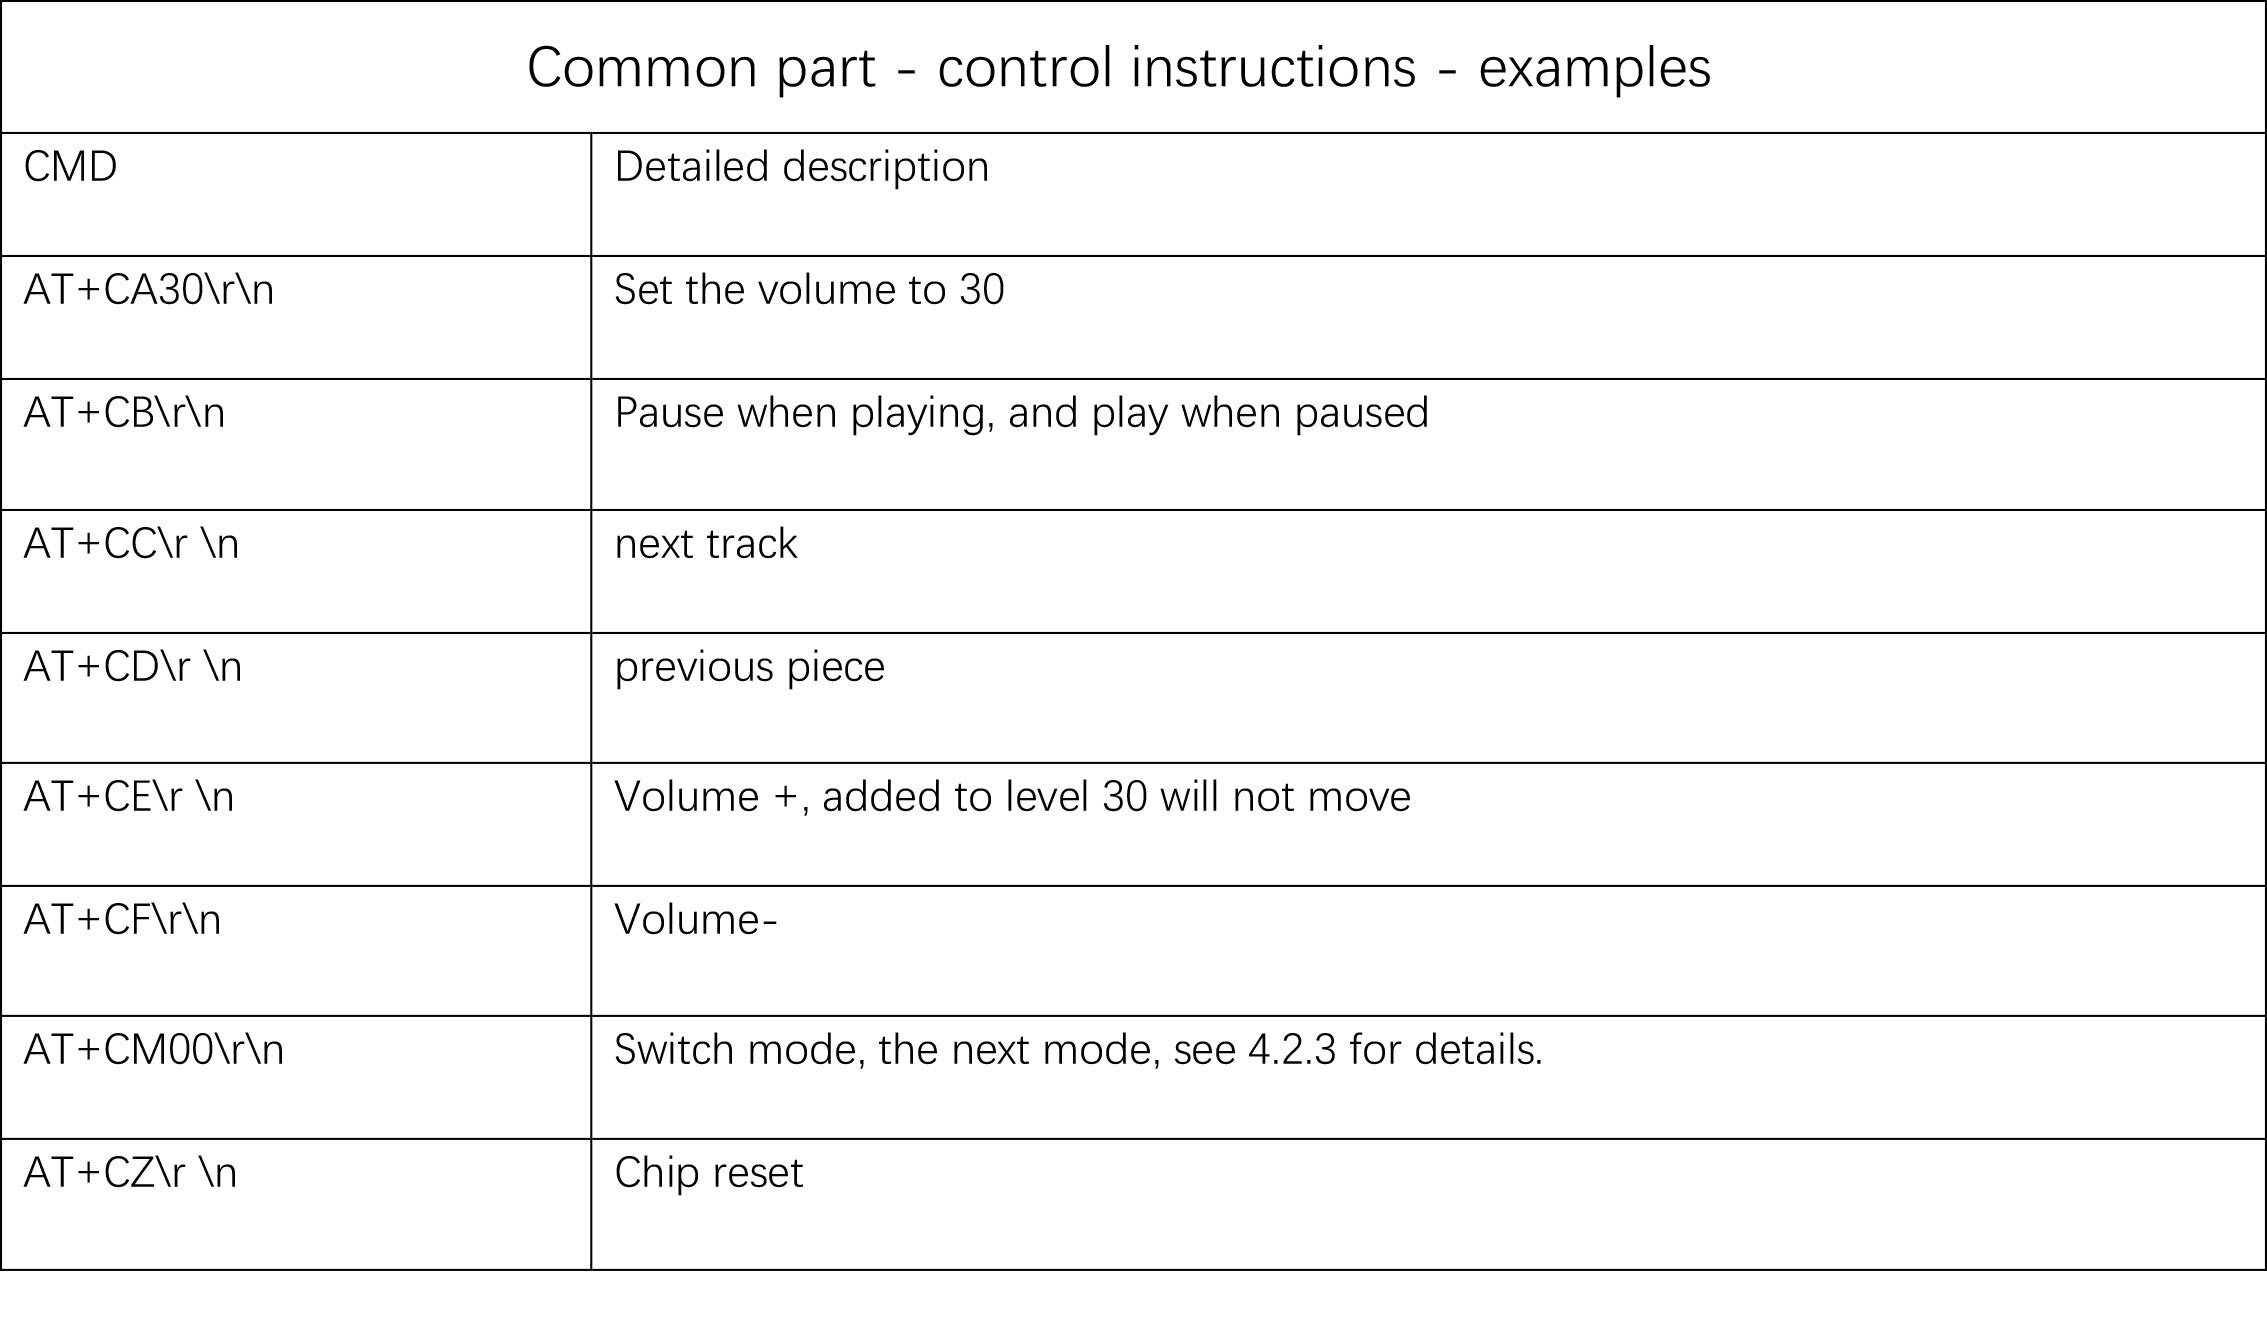 Common part - control instructions - examples
CMD
Detailed description
AT+CA30\r\n
Set the volume to 30
AT+CB\r\n
Pause when playing, and play when paused
AT+CC\r \n
next track
AT+CD\r \n
previous piece
AT+CE\r \n
Volume +, added to level 30 will not move
AT+CF\r\n
Volume-
AT+CM00\r\n
Switch mode, the next mode, see 4.2.3 for details.
AT+CZ\r \n
Chip reset